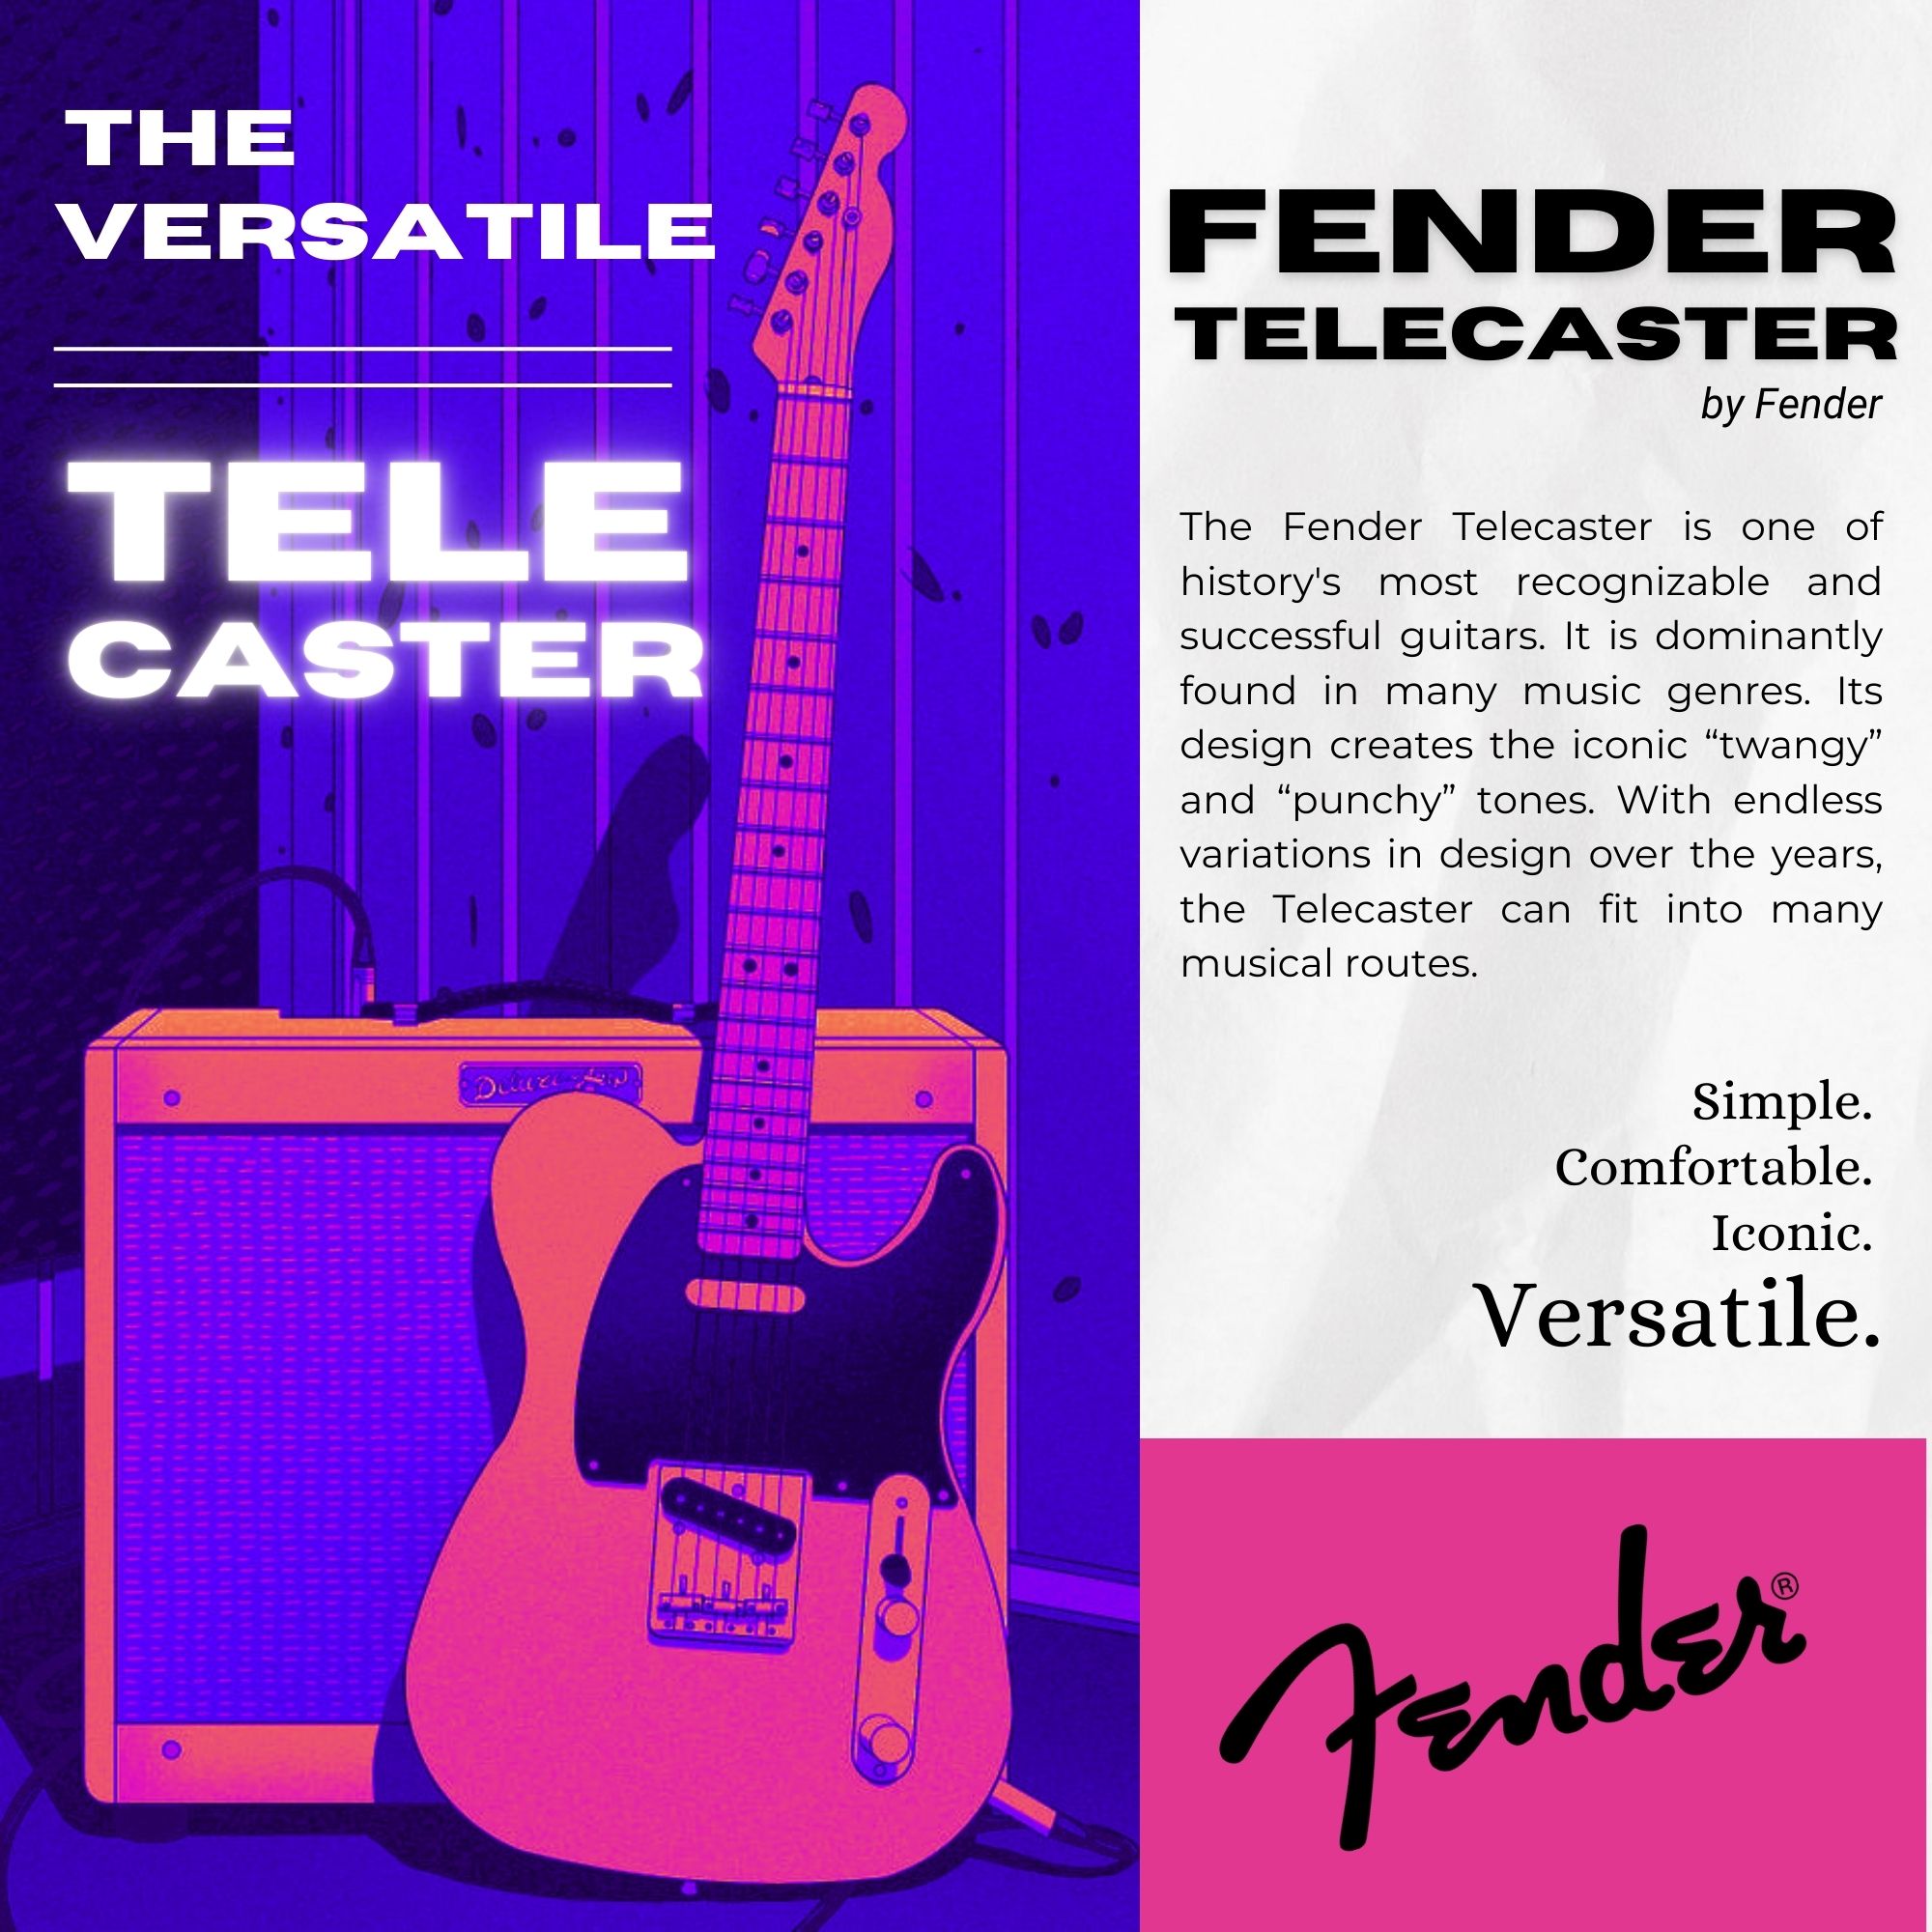 THE
VERSATILE
TELE
CASTER
Deluxe Amp
FENDER
TELECASTER
by Fender
The Fender Telecaster is one of
history's most recognizable and
successful guitars. It is dominantly
found in many music genres. Its
design creates the iconic “twangy”
and “punchy” tones. With endless
variations in design over the years,
the Telecaster can fit into many
musical routes.
Simple.
Comfortable.
Iconic.
Versatile.
Fender®